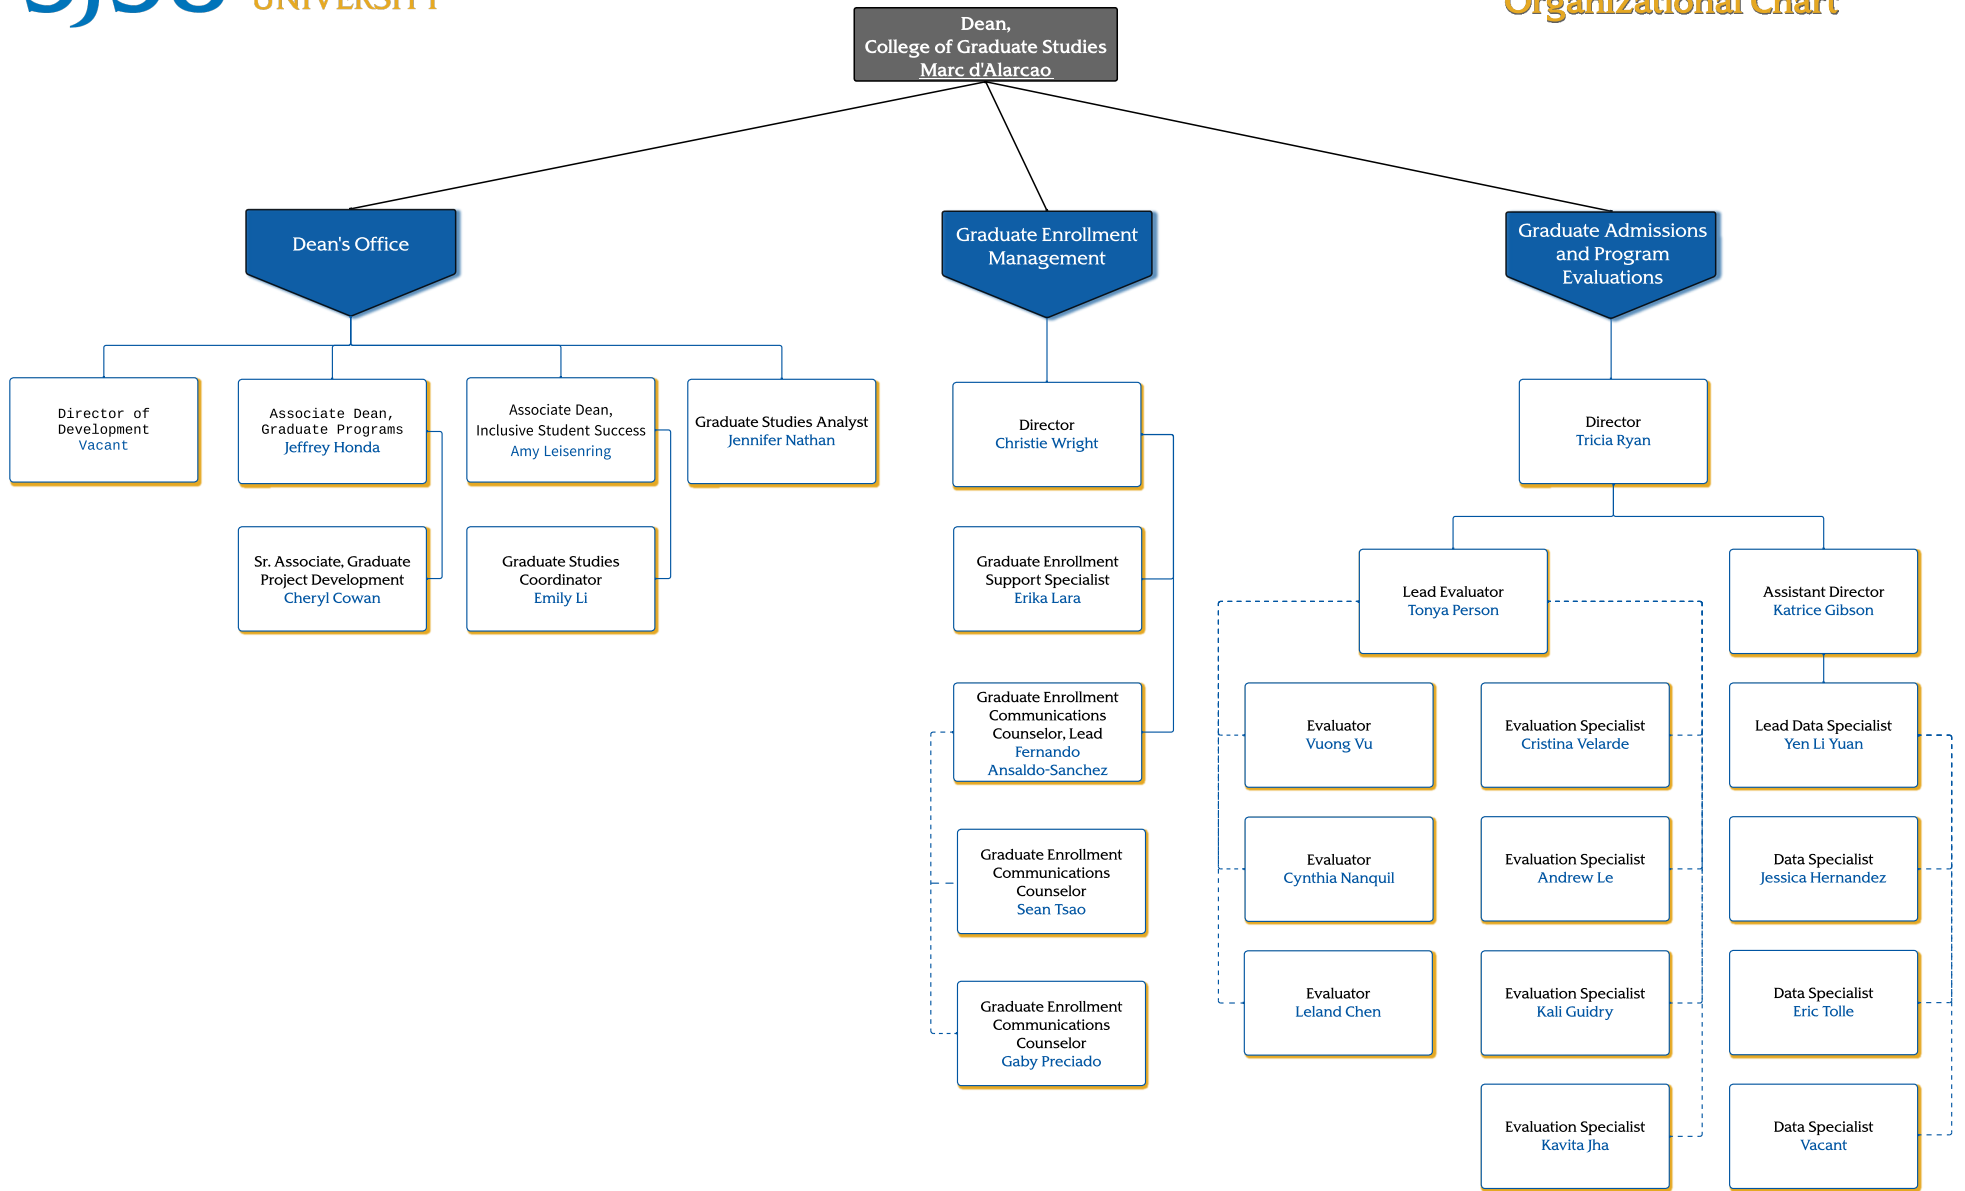 SJSU
UNIVERSITY
Organizational Chart
Dean,
College of Graduate Studies
Marc d'Alarcao
Dean's Office
Graduate Enrollment
Management
Graduate Admissions
and Program
Evaluations
Director of
Development
Vacant
Associate Dean,
Graduate Programs
Jeffrey Honda
Associate Dean,
Inclusive Student Success
Amy Leisenring
Graduate Studies Analyst
Jennifer Nathan
Director
Christie Wright
Director
Tricia Ryan
Sr. Associate, Graduate
Project Development
Cheryl Cowan
Graduate Studies
Coordinator
Emily Li
Graduate Enrollment
Support Specialist
Erika Lara
Lead Evaluator
Tonya Person
Assistant Director
Katrice Gibson
Graduate Enrollment
Communications
Counselor, Lead
Fernando
Ansaldo-Sanchez
Evaluator
Vuong Vu
Evaluation Specialist
Cristina Velarde
Lead Data Specialist
Yen Li Yuan
Graduate Enrollment
Communications
Counselor
Sean Tsao
Evaluator
Cynthia Nanquil
Evaluation Specialist
Andrew Le
Data Specialist
Jessica Hernandez
Graduate Enrollment
Communications
Counselor
Gaby Preciado
Evaluator
Leland Chen
Evaluation Specialist
Kali Guidry
Data Specialist
Eric Tolle
Evaluation Specialist
Kavita Jha
Data Specialist
Vacant